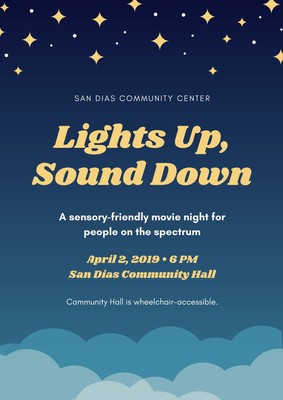 SAN DIAS COMMUNITY CENTER
Lights Up,
Sound Down
A sensory-friendly movie night for
people on the spectrum
April 2, 2019 • 6 PM
San Dias Community Hall
Community Hall is wheelchair-accessible.